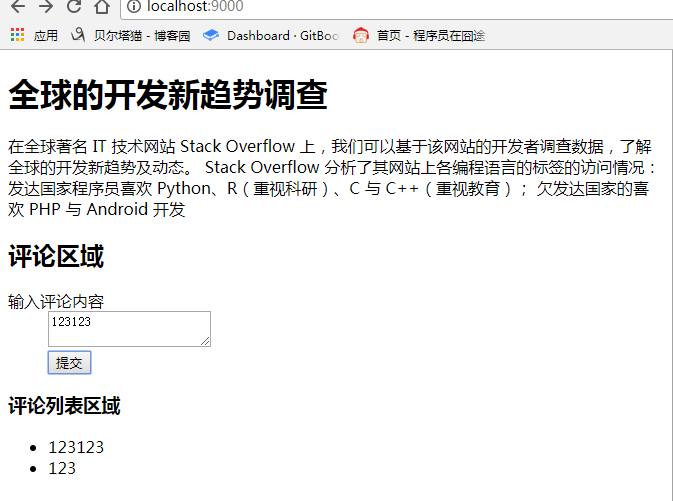 localhost:9000
应用 贝尔塔猫 - 博客园 Dashboard · GitBoo 首页 - 程序员在囧途
全球的开发新趋势调查
在全球著名 IT 技术网站 Stack Overflow 上，我们可以基于该网站的开发者调查数据，了解
全球的开发新趋势及动态。 Stack Overflow 分析了其网站上各编程语言的标签的访问情况：
发达国家程序员喜欢 Python、R（重视科研）、C 与 C++（重视教育）； 欠发达国家的喜
欢 PHP 与 Android 开发
评论区域
输入评论内容
123123
提交
评论列表区域
123123
123